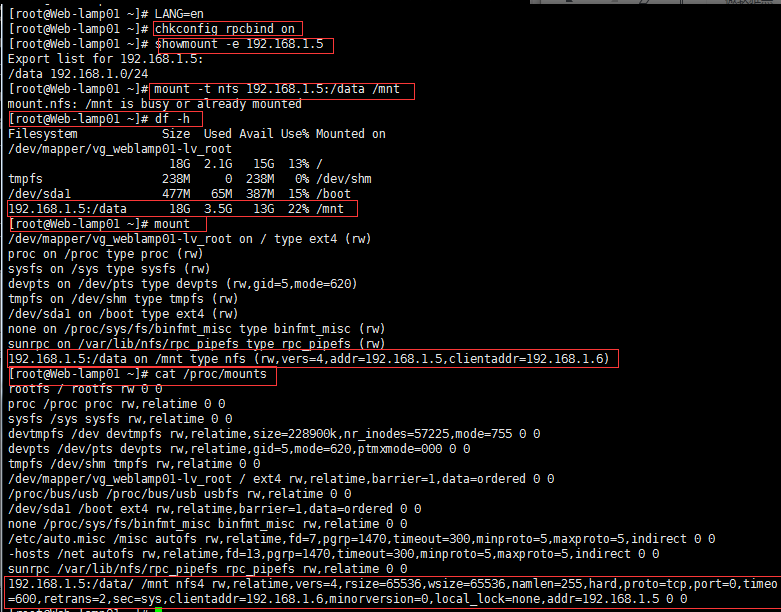 [root@Web-lamp01 ~]# LANG=en
[root@Web-lamp01 ~]# chkconfig rpcbind on
[root@Web-lamp01 ~]# showmount -e 192.168.1.5
Export list for 192.168.1.5:
/data 192.168.1.0/24
[root@Web-lamp01 ~]# mount -t nfs 192.168.1.5:/data /mnt
mount.nfs: /mnt is busy or already mounted
[root@Web-lamp01 ~]# df -h
Filesystem            Size  Used Avail Use% Mounted on
/dev/mapper/vg_weblamp01-lv_root
                       18G  2.1G   15G  13% /
tmpfs                 238M     0  238M   0% /dev/shm
/dev/sda1             477M   65M  387M  15% /boot
192.168.1.5:/data      18G  3.5G   13G  22% /mnt
[root@Web-lamp01 ~]# mount
/dev/mapper/vg_weblamp01-lv_root on / type ext4 (rw)
proc on /proc type proc (rw)
sysfs on /sys type sysfs (rw)
devpts on /dev/pts type devpts (rw,gid=5,mode=620)
tmpfs on /dev/shm type tmpfs (rw)
/dev/sda1 on /boot type ext4 (rw)
none on /proc/sys/fs/binfmt_misc type binfmt_misc (rw)
sunrpc on /var/lib/nfs/rpc_pipefs type rpc_pipefs (rw)
192.168.1.5:/data on /mnt type nfs (rw,vers=4,addr=192.168.1.5,clientaddr=192.168.1.6)
[root@Web-lamp01 ~]# cat /proc/mounts
rootfs / rootfs rw 0 0
proc /proc proc rw,relatime 0 0
sysfs /sys sysfs rw,relatime 0 0
devtmpfs /dev devtmpfs rw,relatime,size=228900k,nr_inodes=57225,mode=755 0 0
devpts /dev/pts devpts rw,relatime,gid=5,mode=620,ptmxmode=000 0 0
tmpfs /dev/shm tmpfs rw,relatime 0 0
/dev/mapper/vg_weblamp01-lv_root / ext4 rw,relatime,barrier=1,data=ordered 0 0
/proc/bus/usb /proc/bus/usb usbfs rw,relatime 0 0
/dev/sda1 /boot ext4 rw,relatime,barrier=1,data=ordered 0 0
none /proc/sys/fs/binfmt_misc binfmt_misc rw,relatime 0 0
/etc/auto.misc /misc autofs rw,relatime,fd=7,pgrp=1470,timeout=300,minproto=5,maxproto=5,indirect 0 0
-hosts /net autofs rw,relatime,fd=13,pgrp=1470,timeout=300,minproto=5,maxproto=5,indirect 0 0
sunrpc /var/lib/nfs/rpc_pipefs rpc_pipefs rw,relatime 0 0
192.168.1.5:/data/ /mnt nfs4 rw,relatime,vers=4,rsize=65536,wsize=65536,namlen=255,hard,proto=tcp,port=0,timeo
=600,retrans=2,sec=sys,clientaddr=192.168.1.6,minorversion=0,local_lock=none,addr=192.168.1.5 0 0